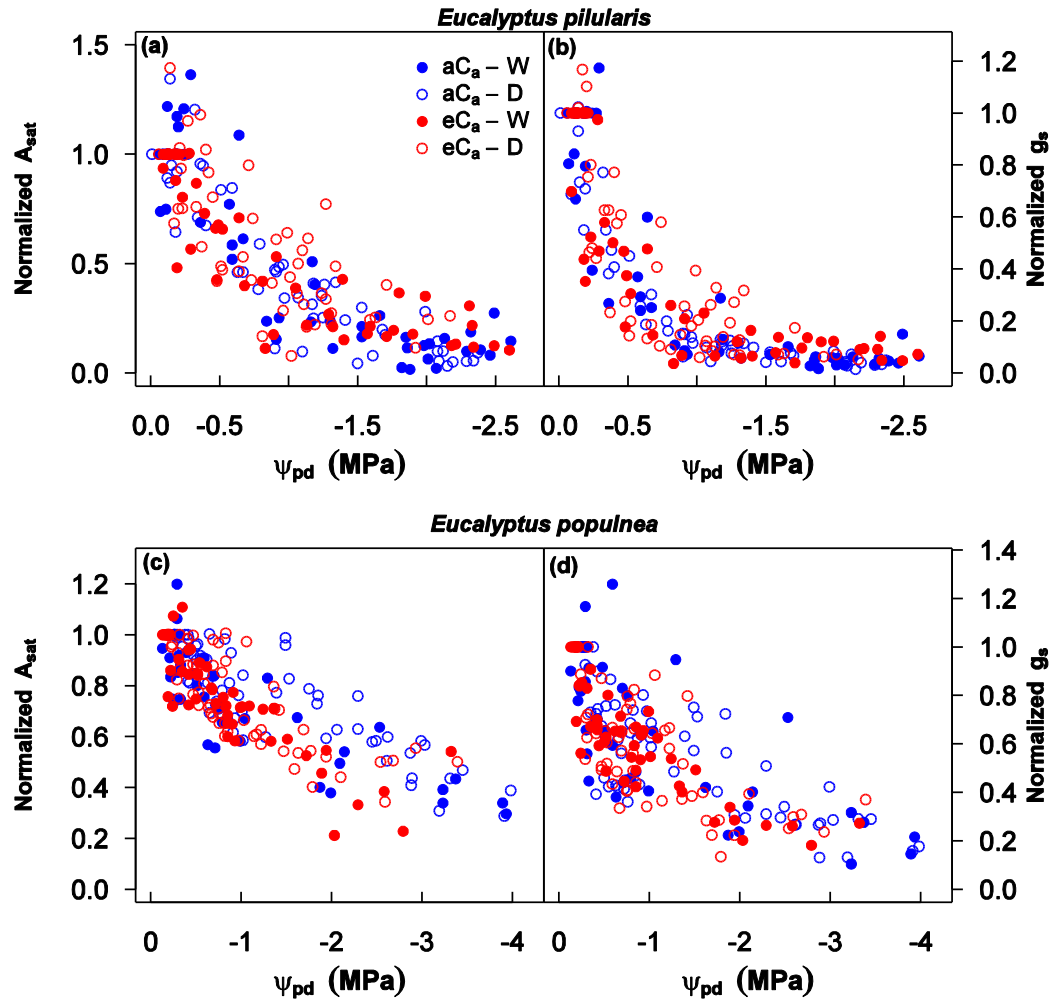 Eucalyptus pilularis
(a)
aCa – W
aCa – D
eCa – W
eCa – D
1.5
1.0
0.5
0.0
Normalized Asat
0.0 -0.5 -1.5 -2.5
ψpd (MPa)
(b)
1.2
1.0
0.8
0.6
0.4
0.2
0.0
Normalized gs
0.0 -0.5 -1.5 -2.5
ψpd (MPa)
Eucalyptus populnea
(c)
1.2
1.0
0.8
0.6
0.4
0.2
0.0
Normalized Asat
0 -1 -2 -3 -4
ψpd (MPa)
(d)
1.4
1.2
1.0
0.8
0.6
0.4
0.2
0.0
Normalized gs
0 -1 -2 -3 -4
ψpd (MPa)